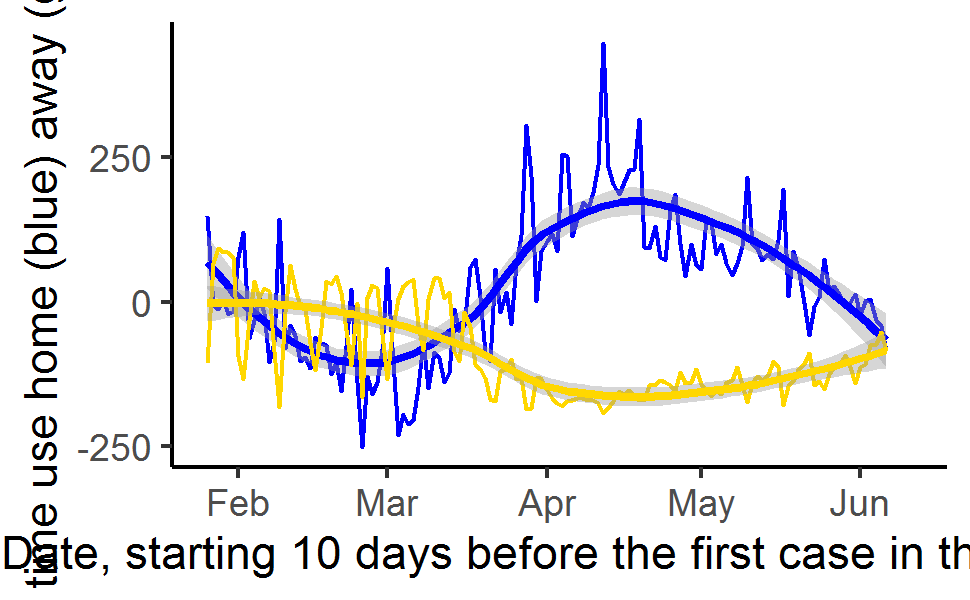 time use home (blue) away (
250
0
-250
Feb Mar Apr May Jun
Date, starting 10 days before the first case in th